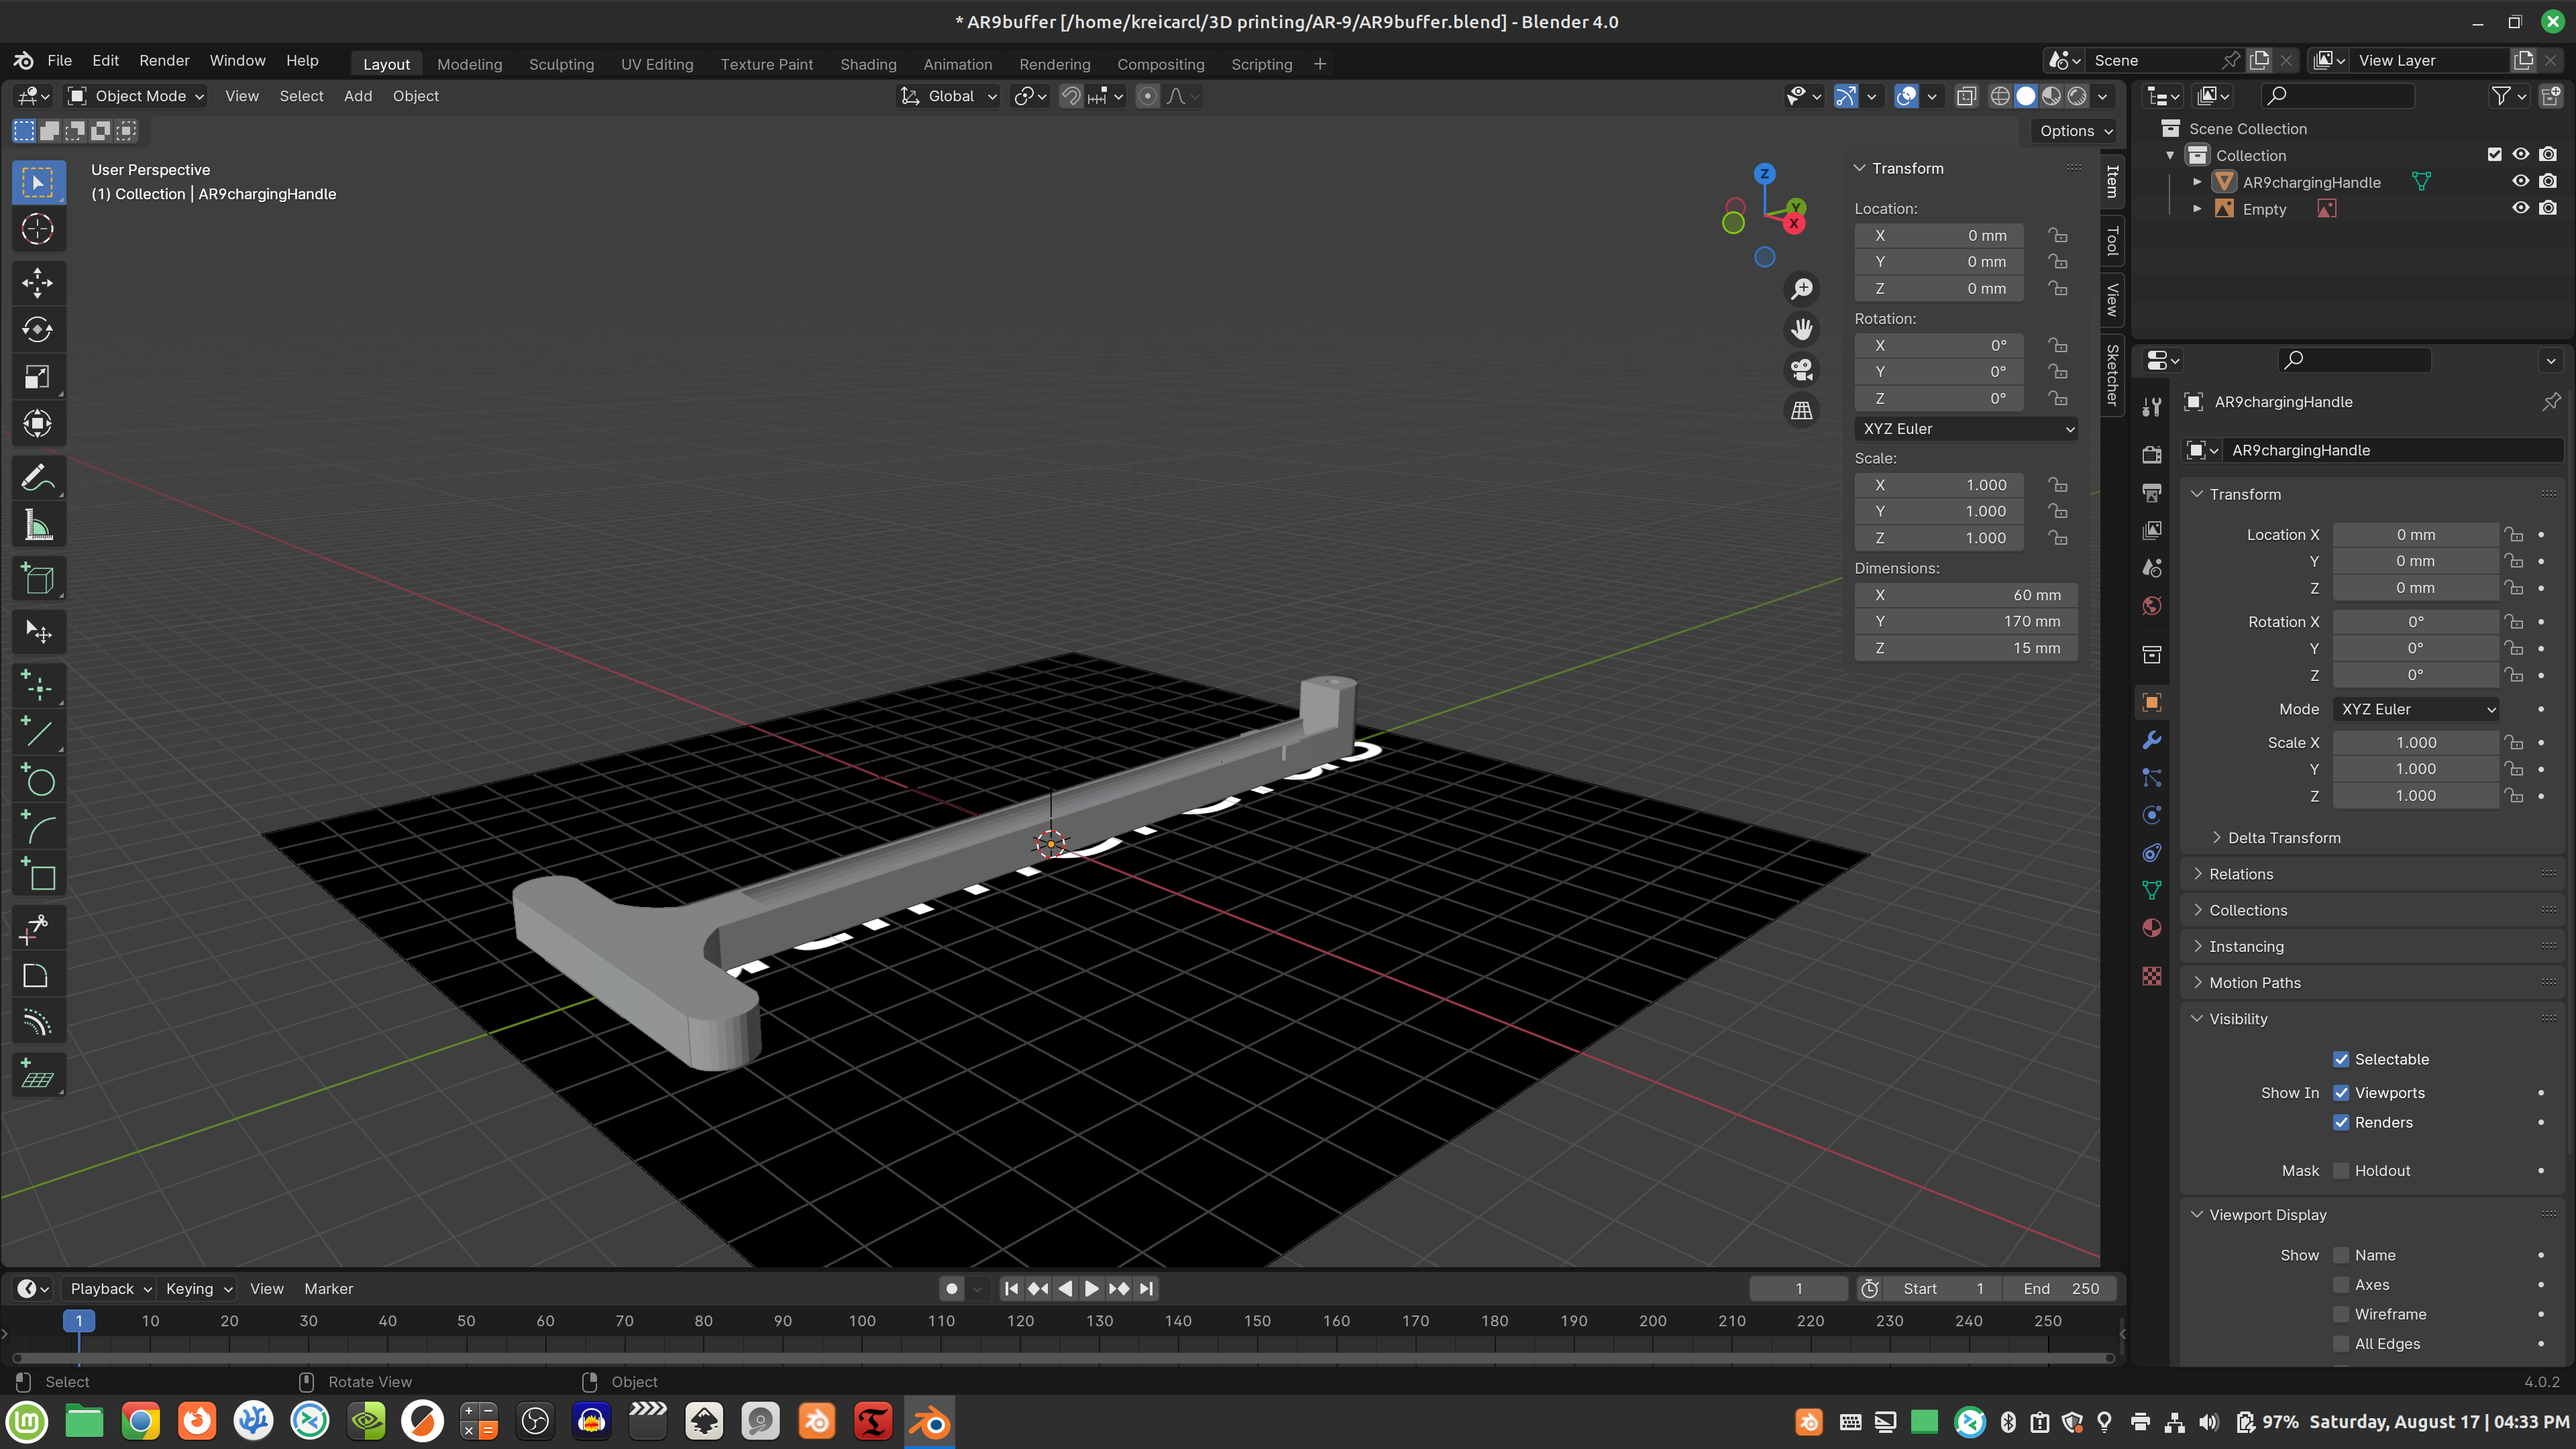 * AR9buffer [/home/kreicarcl/3D printing/AR-9/AR9buffer.blend] - Blender 4.0
File Edit Render Window Help
Layout Modeling Sculpting UV Editing Texture Paint Shading Animation Rendering Compositing Scripting +
Scene
View Layer
Object Mode View Select Add Object
Global
Options
User Perspective
(1) Collection | AR9chargingHandle
Z
Y
X
Transform
Location:
X 0 mm
Y 0 mm
Z 0 mm
Rotation:
X 0°
Y 0°
Z 0°
XYZ Euler
Scale:
X 1.000
Y 1.000
Z 1.000
Dimensions:
X 60 mm
Y 170 mm
Z 15 mm
Item
Tool
View
Sketcher
Scene Collection
Collection
AR9chargingHandle
Empty
AR9chargingHandle
AR9chargingHandle
Transform
Location X 0 mm
Y 0 mm
Z 0 mm
Rotation X 0°
Y 0°
Z 0°
Mode XYZ Euler
Scale X 1.000
Y 1.000
Z 1.000
Delta Transform
Relations
Collections
Instancing
Motion Paths
Visibility
Selectable
Show In Viewports
Renders
Mask Holdout
Viewport Display
Show Name
Axes
Wireframe
All Edges
Playback Keying View Marker
1
Start 1
End 250
1 10 20 30 40 50 60 70 80 90 100 110 120 130 140 150 160 170 180 190 200 210 220 230 240 250
Select Rotate View Object
4.0.2
97% Saturday, August 17 | 04:33 PM